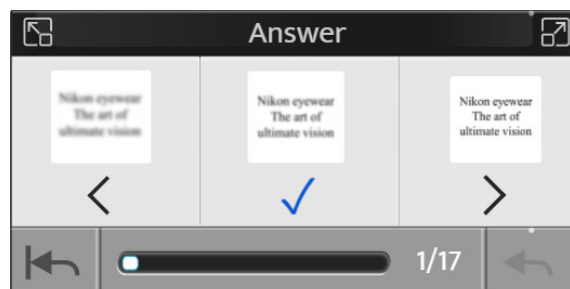 Answer
Nikon eyewear
The art of
ultimate vision
Nikon eyewear
The art of
ultimate vision
Nikon eyewear
The art of
ultimate vision
1/17